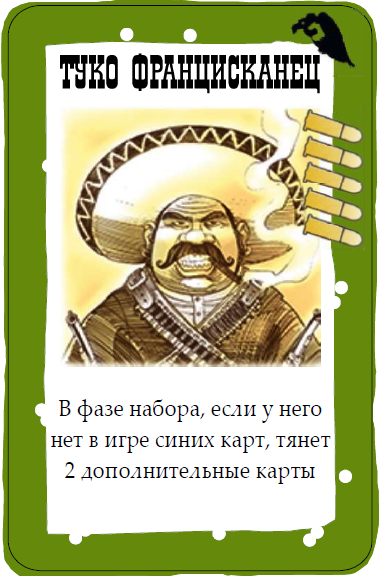 ТУКО ФРАНЦИСКАНЕЦ
В фазе набора, если у него
нет в игре синих карт, тянет
2 дополнительные карты